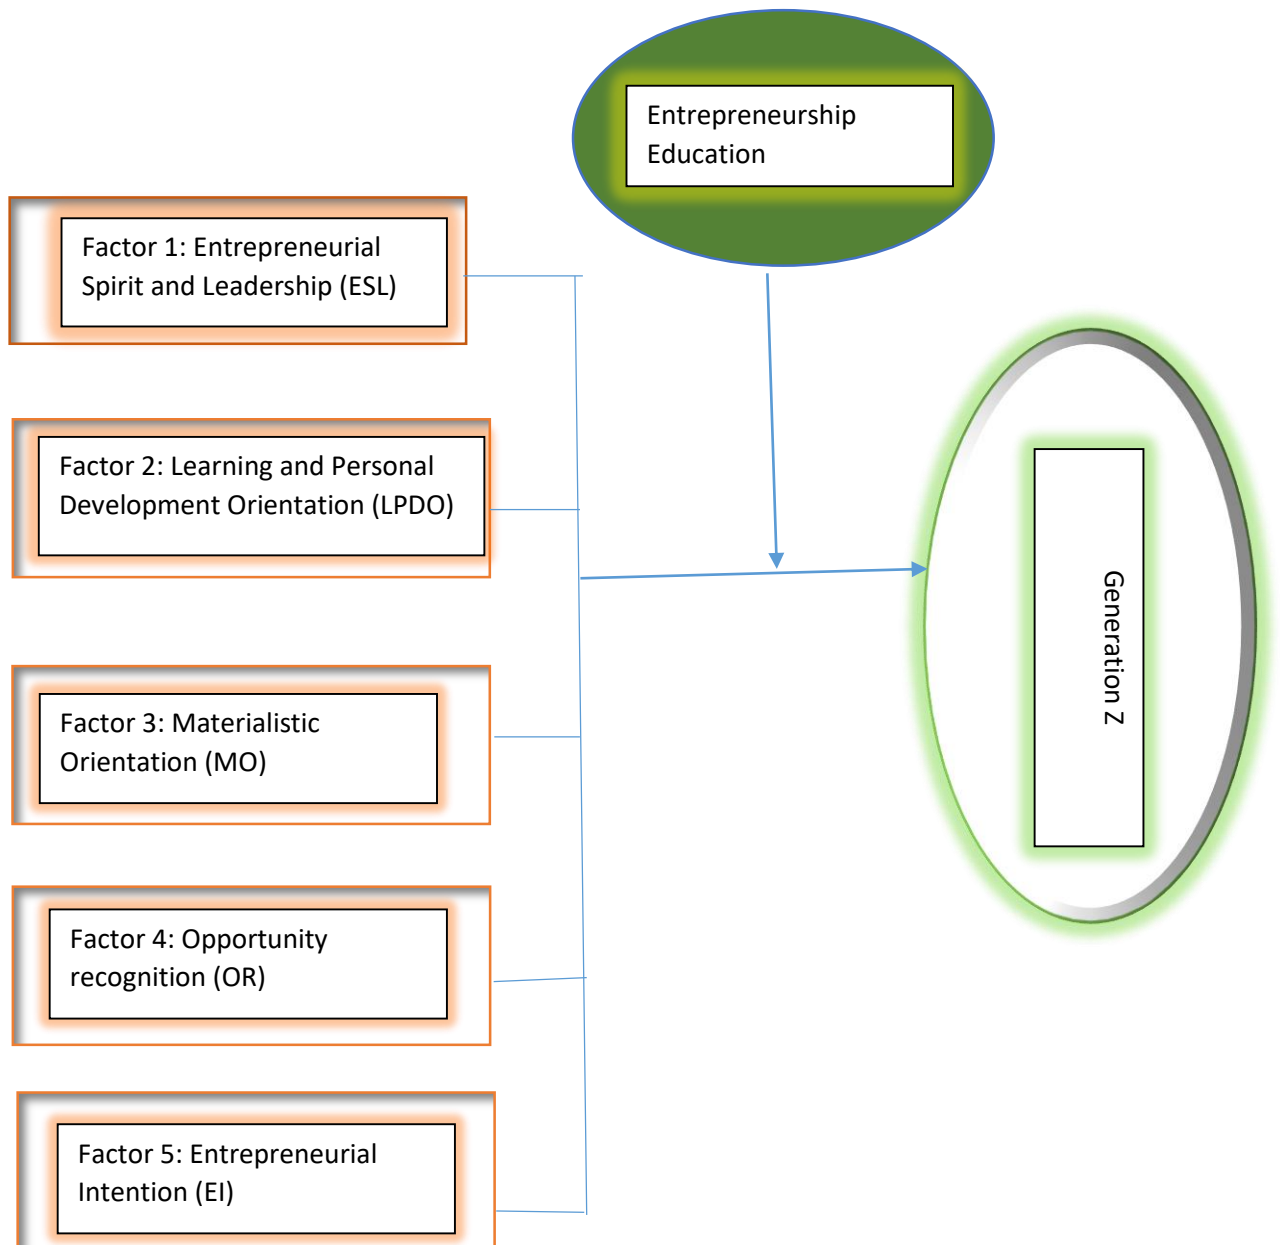 Entrepreneurship
Education
Factor 1: Entrepreneurial
Spirit and Leadership (ESL)
Factor 2: Learning and Personal
Development Orientation (LPDO)
Factor 3: Materialistic
Orientation (MO)
Factor 4: Opportunity
recognition (OR)
Factor 5: Entrepreneurial
Intention (EI)
Generation Z